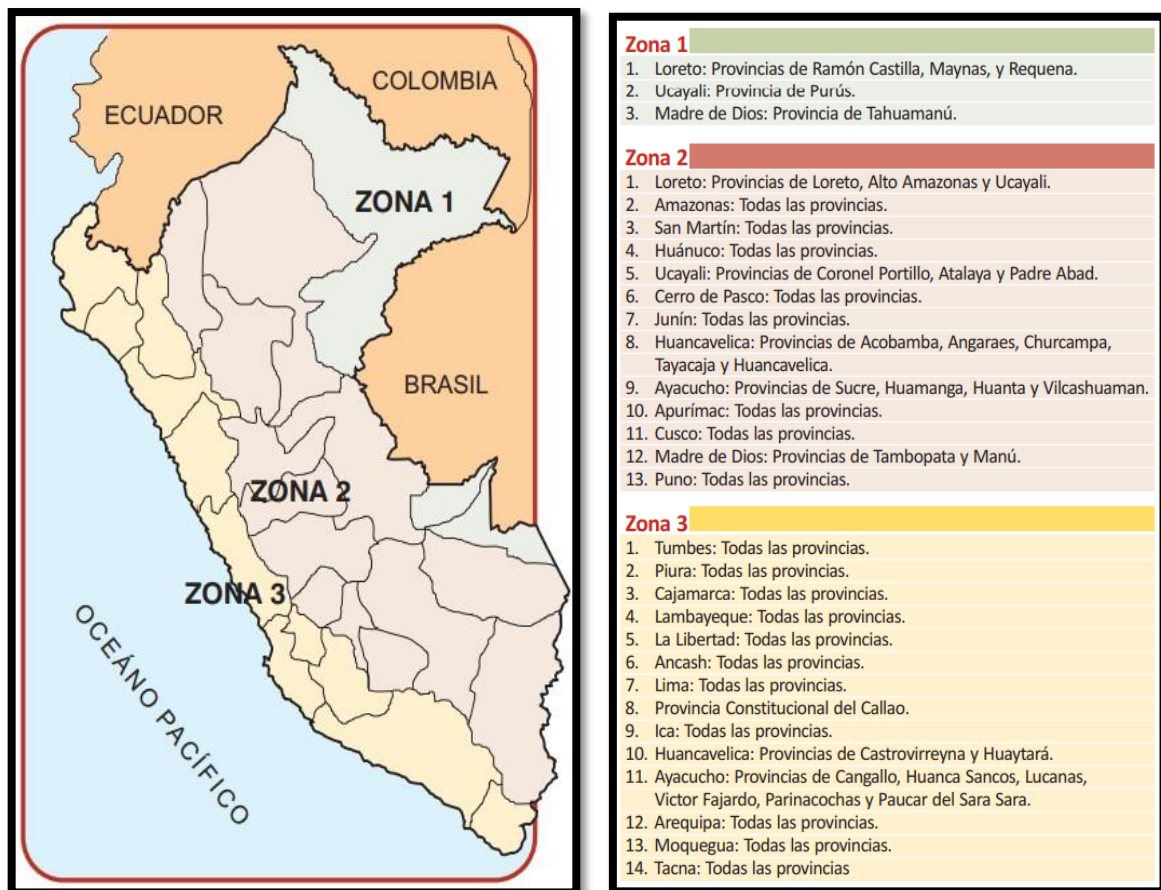 ECUADOR
COLOMBIA
ZONA 1
BRASIL
ZONA 2
ZONA 3
OCEÁNO PACÍFICO
Zona 1
1. Loreto: Provincias de Ramón Castilla, Maynas, y Requena.
2. Ucayali: Provincia de Purús.
3. Madre de Dios: Provincia de Tahuamanú.
Zona 2
1. Loreto: Provincias de Loreto, Alto Amazonas y Ucayali.
2. Amazonas: Todas las provincias.
3. San Martín: Todas las provincias.
4. Huánuco: Todas las provincias.
5. Ucayali: Provincias de Coronel Portillo, Atalaya y Padre Abad.
6. Cerro de Pasco: Todas las provincias.
7. Junín: Todas las provincias.
8. Huancavelica: Provincias de Acobamba, Angaraes, Churcampa,
Tayacaja y Huancavelica.
9. Ayacucho: Provincias de Sucre, Huamanga, Huanta y Vilcashuaman.
10. Apurímac: Todas las provincias.
11. Cusco: Todas las provincias.
12. Madre de Dios: Provincias de Tambopata y Manú.
13. Puno: Todas las provincias.
Zona 3
1. Tumbes: Todas las provincias.
2. Piura: Todas las provincias.
3. Cajamarca: Todas las provincias.
4. Lambayeque: Todas las provincias.
5. La Libertad: Todas las provincias.
6. Ancash: Todas las provincias.
7. Lima: Todas las provincias.
8. Provincia Constitucional del Callao.
9. Ica: Todas las provincias.
10. Huancavelica: Provincias de Castrovirreyna y Huaytará.
11. Ayacucho: Provincias de Cangallo, Huanca Sancos, Lucanas,
Victor Fajardo, Parinacochas y Paucar del Sara Sara.
12. Arequipa: Todas las provincias.
13. Moquegua: Todas las provincias.
14. Tacna: Todas las provincias